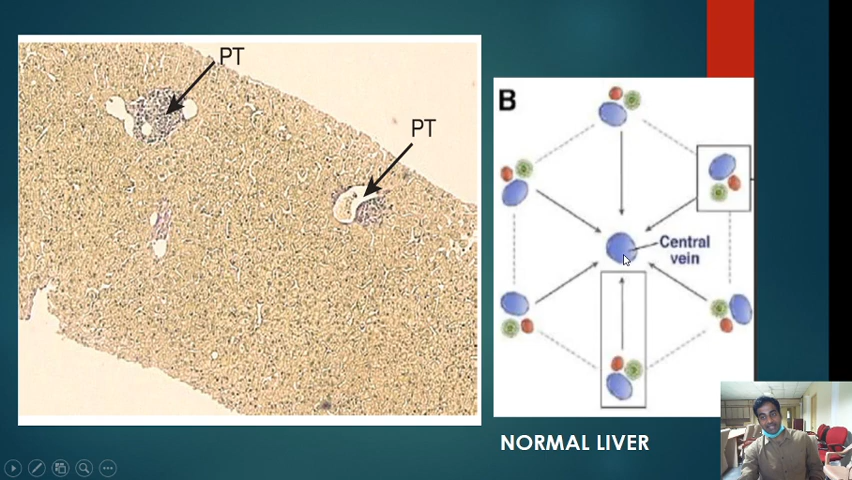 PT
PT
B
Central
vein
NORMAL LIVER